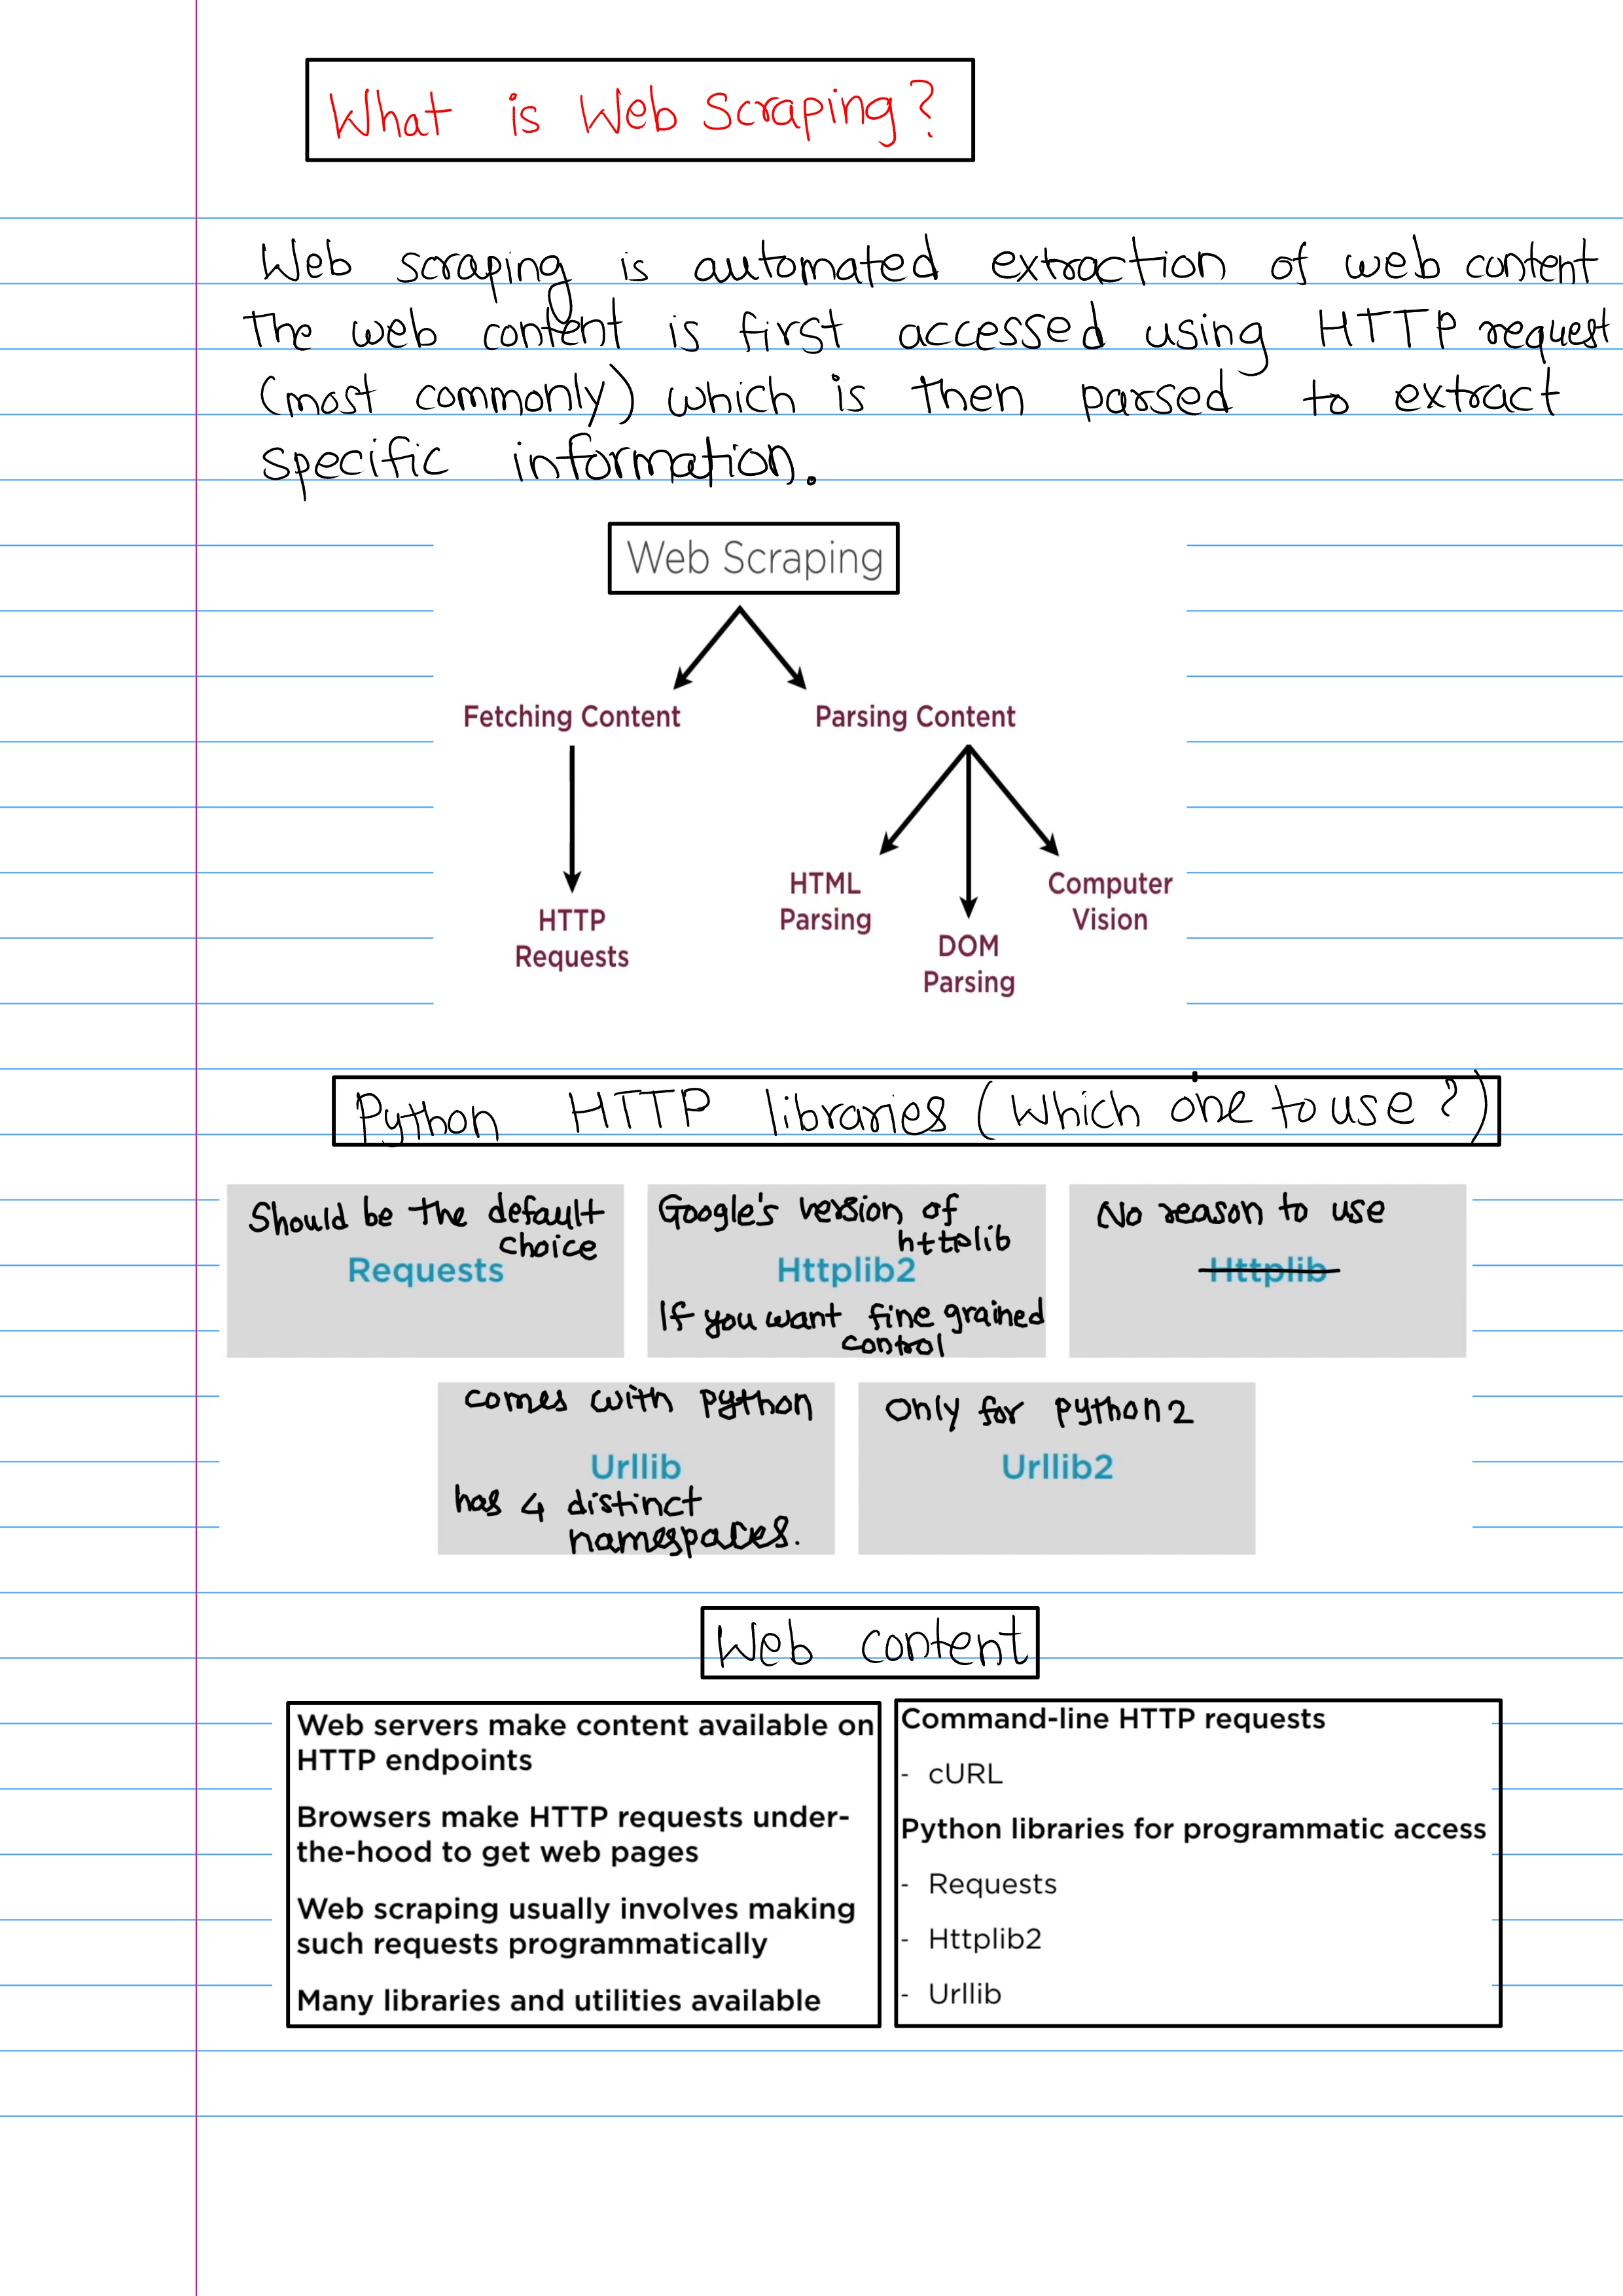 What is Web Scraping?
Web scraping is automated extraction of web content
The web content is first accessed using HTTP request
(most commonly) which is then parsed to extract
specific information.
Web Scraping
Fetching Content
Parsing Content
HTTP
Requests
HTML
Parsing
DOM
Parsing
Computer
Vision
Python HTTP libraries (Which one to use?)
Should be the default
choice
Requests
Google's version of
httplib
Httplib2
If you want fine grained
control
No reason to use
Httplib
comes with python
Urllib
has 4 distinct
namespaces.
Only for python2
Urllib2
Web content
Web servers make content available on
HTTP endpoints
Browsers make HTTP requests under-
the-hood to get web pages
Web scraping usually involves making
such requests programmatically
Many libraries and utilities available
Command-line HTTP requests
- cURL
Python libraries for programmatic access
- Requests
- Httplib2
- Urllib